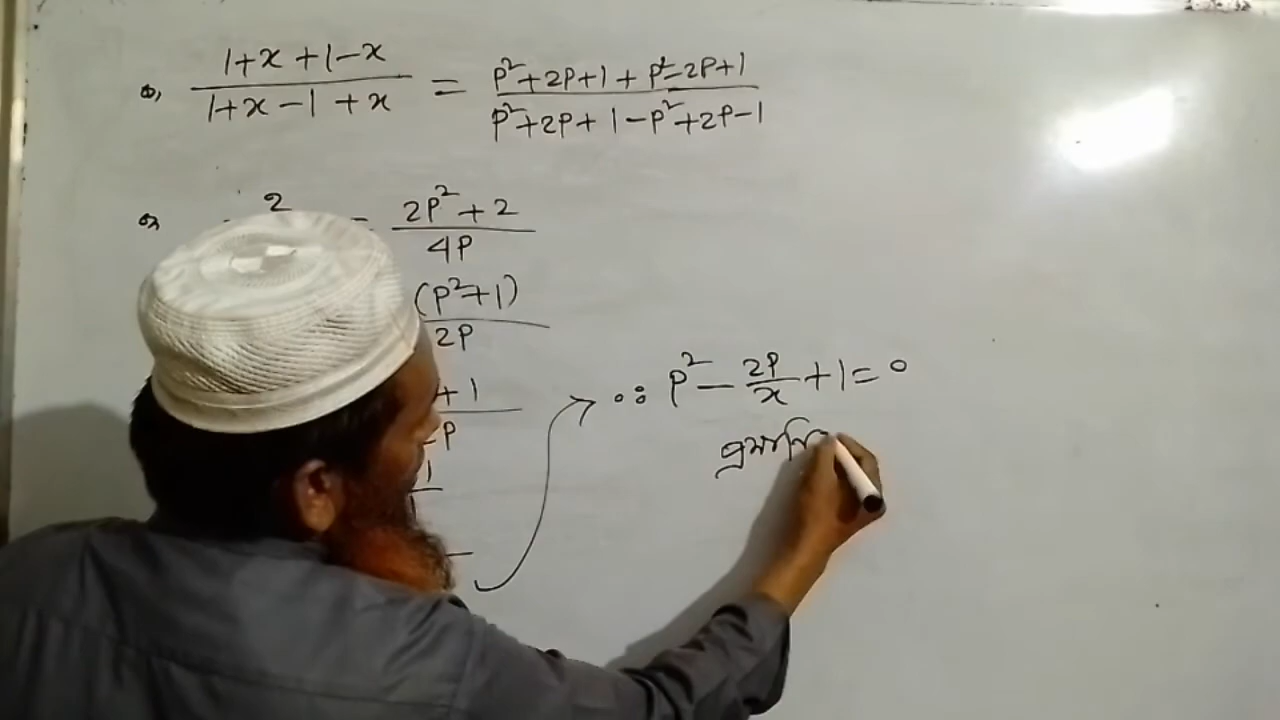 বা, (1+x+1-x)/(1+x-1+x) = (p²+2p+1+p²-2p+1)/(p²+2p+1-p²+2p-1)
বা, 2 = (2p²+2)/4p
(p²+1)/2p
+1
p
1
∴ p² - 2p/x + 1 = 0
প্রমাণি